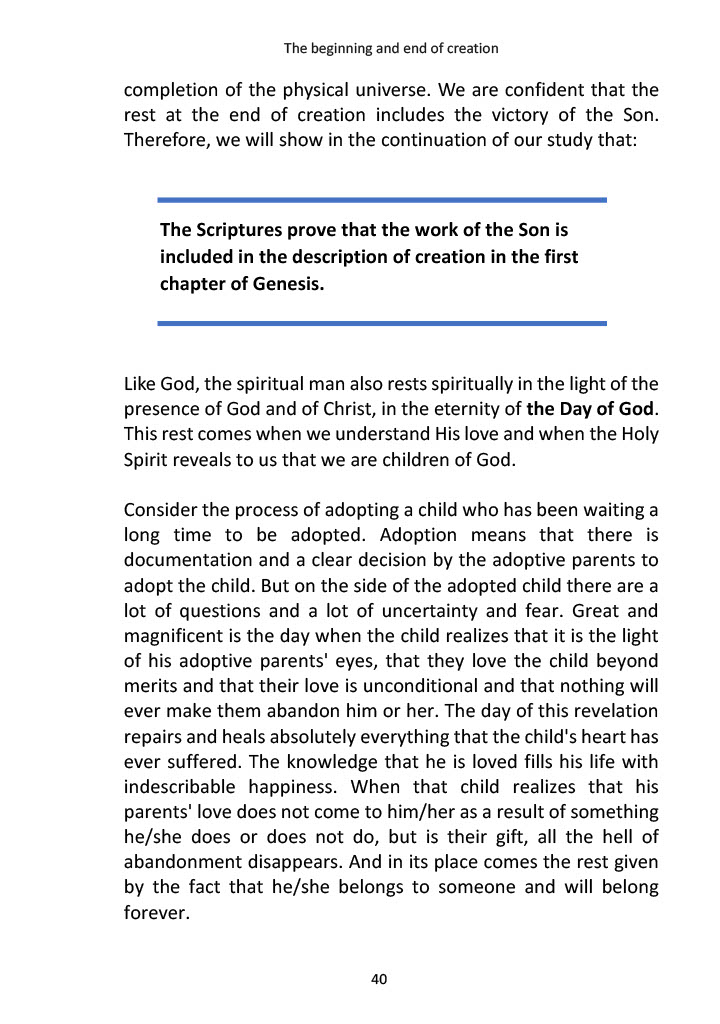 The beginning and end of creation
completion of the physical universe. We are confident that the
rest at the end of creation includes the victory of the Son.
Therefore, we will show in the continuation of our study that:
The Scriptures prove that the work of the Son is
included in the description of creation in the first
chapter of Genesis.
Like God, the spiritual man also rests spiritually in the light of the
presence of God and of Christ, in the eternity of the Day of God.
This rest comes when we understand His love and when the Holy
Spirit reveals to us that we are children of God.
Consider the process of adopting a child who has been waiting a
long time to be adopted. Adoption means that there is
documentation and a clear decision by the adoptive parents to
adopt the child. But on the side of the adopted child there are a
lot of questions and a lot of uncertainty and fear. Great and
magnificent is the day when the child realizes that it is the light
of his adoptive parents' eyes, that they love the child beyond
merits and that their love is unconditional and that nothing will
ever make them abandon him or her. The day of this revelation
repairs and heals absolutely everything that the child's heart has
ever suffered. The knowledge that he is loved fills his life with
indescribable happiness. When that child realizes that his
parents' love does not come to him/her as a result of something
he/she does or does not do, but is their gift, all the hell of
abandonment disappears. And in its place comes the rest given
by the fact that he/she belongs to someone and will belong
forever.
40